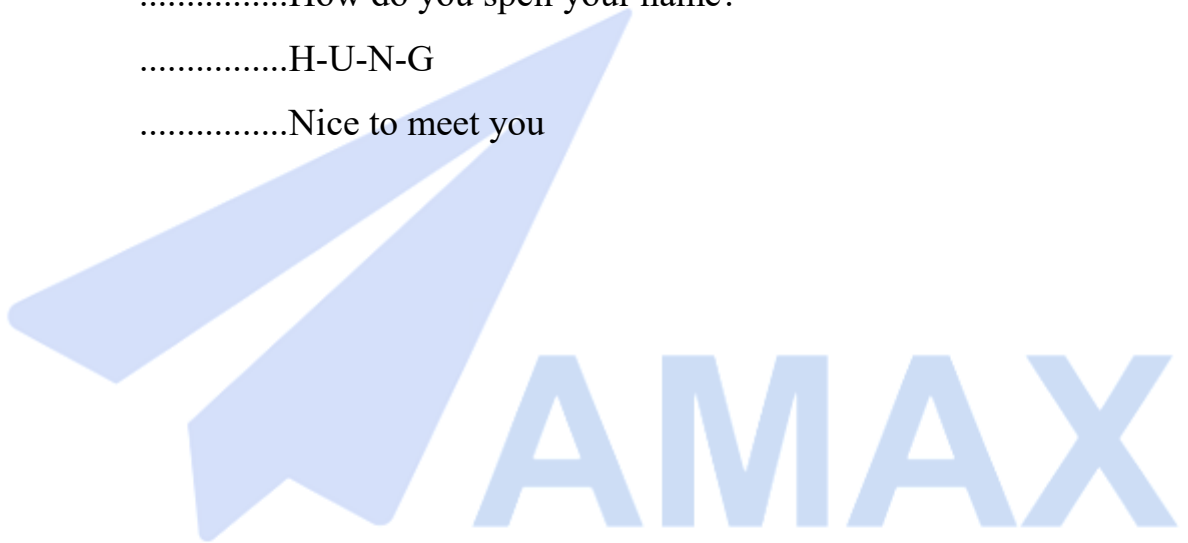 ................How do you spell your name?
................H-U-N-G
................Nice to meet you
AMAX